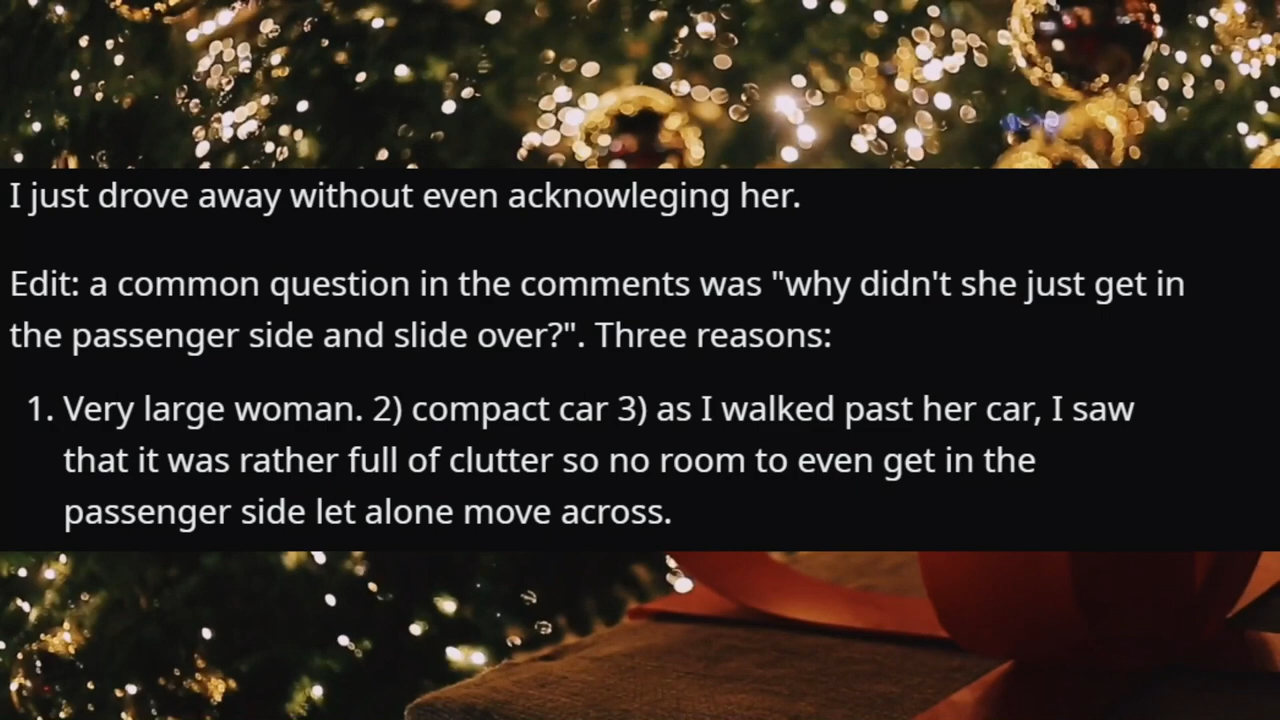 I just drove away without even acknowleging her.
Edit: a common question in the comments was "why didn't she just get in
the passenger side and slide over?". Three reasons:
1. Very large woman. 2) compact car 3) as I walked past her car, I saw
that it was rather full of clutter so no room to even get in the
passenger side let alone move across.